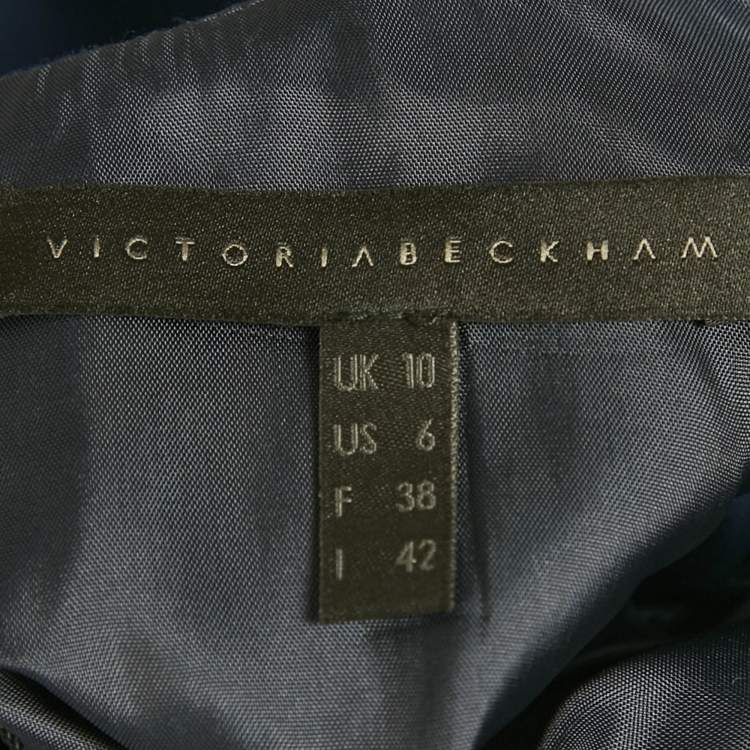 VICTORIABECKHAM
UK 10
US 6
F 38
I 42